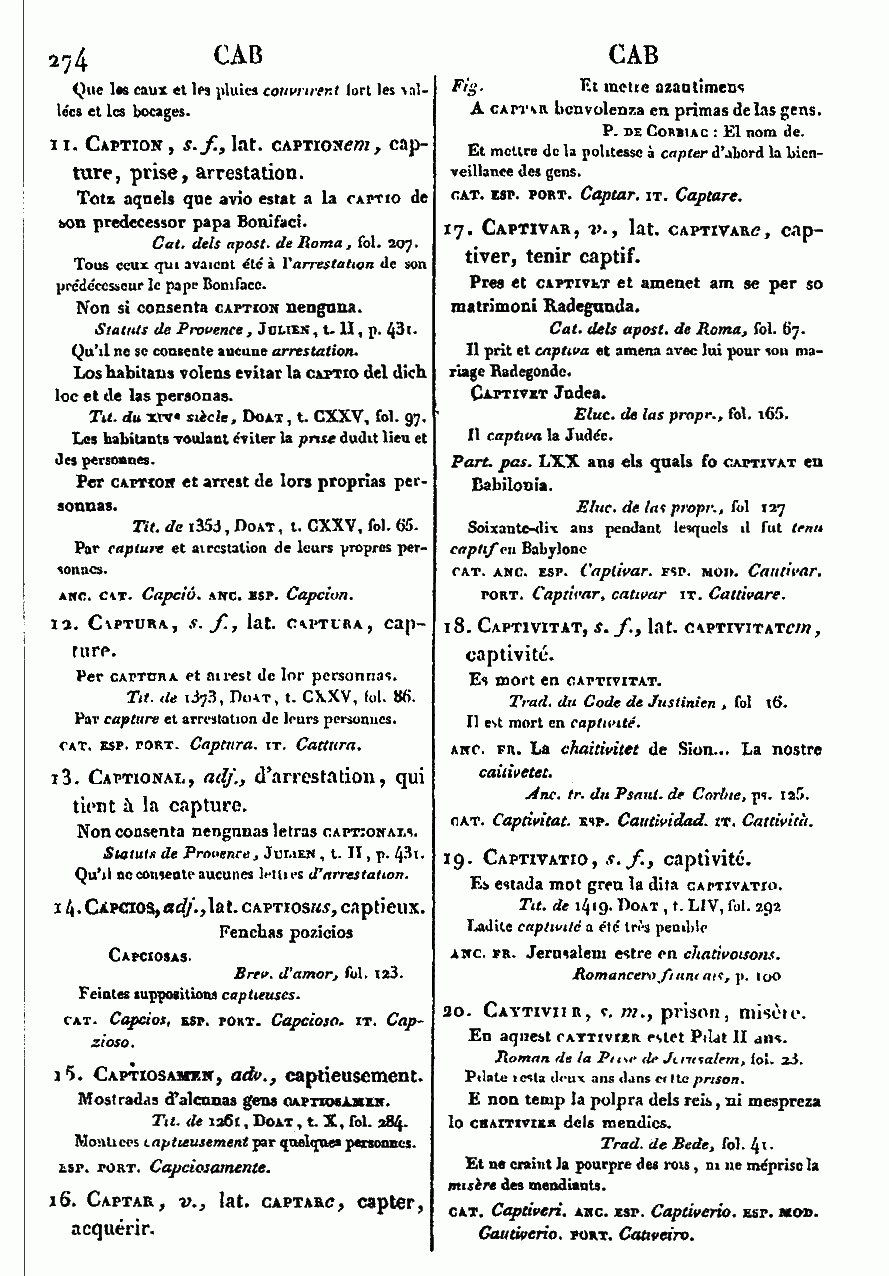 274 CAB CAB
Que les eaux et les pluies couvrirent fort les val-
lées et les bocages.
11. CAPTION, s. f., lat. CAPTIONem, cap-
ture, prise, arrestation.
Totz aquels que avio estat a la CAPTIO de
son predecessor papa Bonifaci.
Cat. dels apost. de Roma, fol. 207.
Tous ceux qui avaient été à l'arrestation de son
prédécesseur le pape Boniface.
Non si consenta CAPTION nenguna.
Statuts de Provence, JULIEN, t. II, p. 431.
Qu'il ne se consente aucune arrestation.
Los habitans volens evitar la CAPTIO del dich
loc et de las personas.
Tit. du XIVe siècle, DOAT, t. CXXV, fol. 97.
Les habitants voulant éviter la prise dudit lieu et
des personnes.
Per CAPTION et arrest de lors proprias per-
sonnas.
Tit. de 1353, DOAT, t. CXXV, fol. 65.
Par capture et arrestation de leurs propres per-
sonnes.
ANC. CAT. Capció. ANC. ESP. Capcion.
12. CAPTURA, s. f., lat. CAPTURA, cap-
ture.
Per CAPTURA et arrest de lor personnas.
Tit. de 1373, DOAT, t. CXXV, fol. 86.
Par capture et arrestation de leurs personnes.
CAT. ESP. PORT. Captura. IT. Cattura.
13. CAPTIONAL, adj., d'arrestation, qui
tient à la capture.
Non consenta nengunas letras CAPTIONALS.
Statuts de Provence, JULIEN, t. II, p. 431.
Qu'il ne consente aucunes lettres d'arrestation.
14. CAPCIOS, adj., lat. CAPTIOSus, captieux.
Fenchas pozicios
CAPCIOSAS.
Brev. d'amor, fol. 123.
Feintes suppositions captieuses.
CAT. Capcios, ESP. PORT. Capcioso. IT. Cap-
zioso.
15. CAPTIOSAMEN, adv., captieusement.
Mostradas d'alcunas gens CAPTIOSAMEN.
Tit. de 1261, DOAT, t. X, fol. 284.
Montrees captieusement par quelques personnes.
ESP. PORT. Capciosamente.
16. CAPTAR, v., lat. CAPTARe, capter,
acquérir.
Fig. Et metre azautimens
A CAPTAR benvolenza en primas de las gens.
P. DE CORBIAC : El nom de.
Et mettre de la politesse à capter d'abord la bien-
veillance des gens.
CAT. ESP. PORT. Captar. IT. Captare.
17. CAPTIVAR, v., lat. CAPTIVARe, cap-
tiver, tenir captif.
Pres et CAPTIVET et amenet am se per so
matrimoni Radegunda.
Cat. dels apost. de Roma, fol. 67.
Il prit et captiva et amena avec lui pour son ma-
riage Radegonde.
CAPTIVET Judea.
Eluc. de las propr., fol. 165.
Il captiva la Judée.
Part. pas. LXX ans els quals fo CAPTIVAT en
Babilonia.
Eluc. de las propr., fol 127
Soixante-dix ans pendant lesquels il fut tenu
captif en Babylone
CAT. ANC. ESP. Captivar. ESP. MOD. Cautivar.
PORT. Captivar, cativar IT. Cattivare.
18. CAPTIVITAT, s. f., lat. CAPTIVITATem,
captivité.
Es mort en CAPTIVITAT.
Trad. du Code de Justinien, fol 16.
Il est mort en captivité.
ANC. FR. La chaitivitet de Sion... La nostre
caitivetet.
Anc. tr. du Psaut. de Corbie, ps. 125.
CAT. Captivitat. ESP. Cautividad. IT. Cattività.
19. CAPTIVATIO, s. f., captivité.
Es estada mot greu la dita CAPTIVATIO.
Tit. de 1419. DOAT, t. LIV, fol. 292
Ladite captivité a été très penible
ANC. FR. Jerusalem estre en chativoisons.
Romancero français, p. 100
20. CAYTIVIER, s. m., prison, misère.
En aquest CAYTIVIER estet Pilat II ans.
Roman de la Prise de Jerusalem, fol. 23.
Pilate resta deux ans dans cette prison.
E non temp la polpra dels reis, ni mespreza
lo CHAITIVIER dels mendics.
Trad. de Bede, fol. 41.
Et ne craint la pourpre des rois, ni ne méprise la
misère des mendiants.
CAT. Captiveri. ANC. ESP. Captiverio. ESP. MOD.
Cautiverio. PORT. Cativeiro.